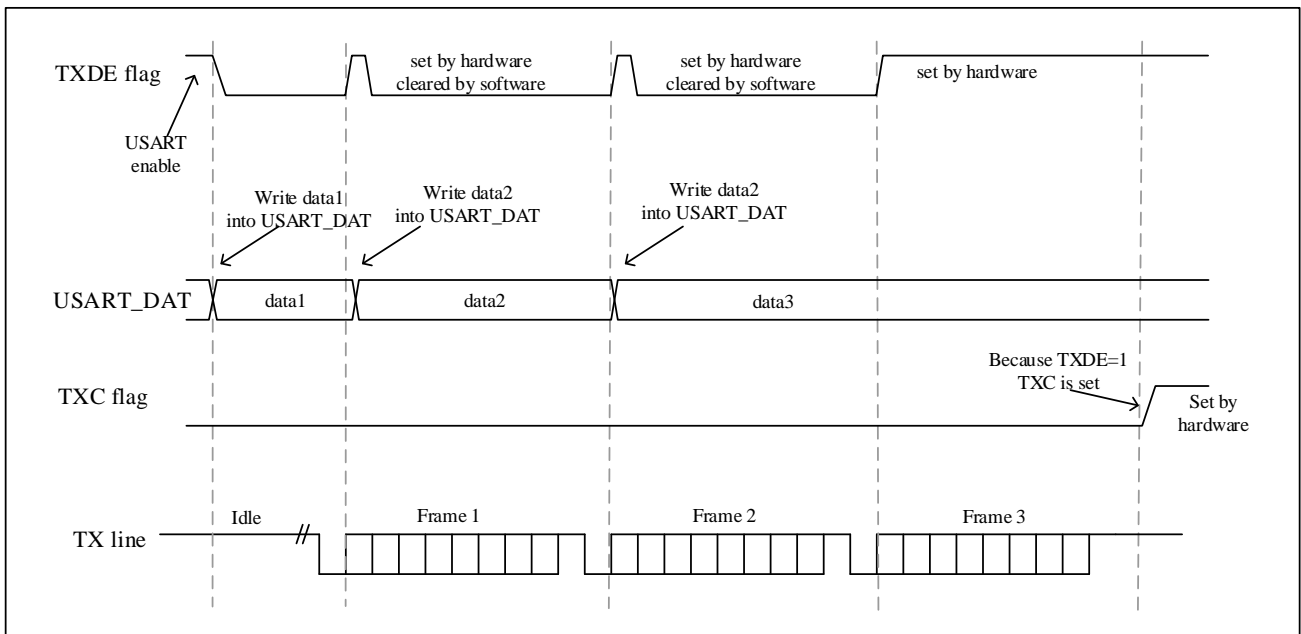 TXDE flag
set by hardware
cleared by software
set by hardware
cleared by software
set by hardware
USART
enable
Write data1
into USART_DAT
Write data2
into USART_DAT
Write data2
into USART_DAT
USART_DAT
data1
data2
data3
Because TXDE=1
TXC is set
TXC flag
Set by
hardware
Idle
Frame 1
Frame 2
Frame 3
TX line